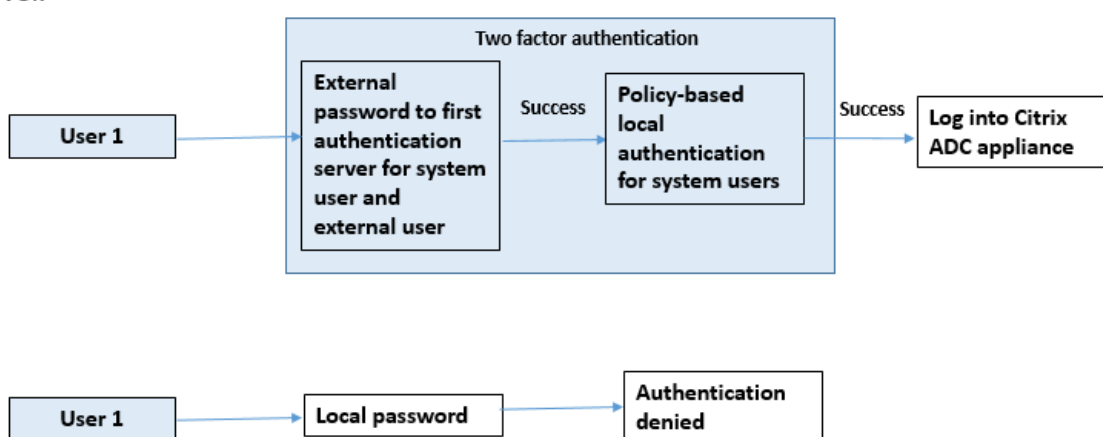 Two factor authentication
User 1
External
password to first
authentication
server for system
user and
external user
Success
Policy-based
local
authentication
for system users
Success
Log into Citrix
ADC appliance
User 1
Local password
Authentication
denied